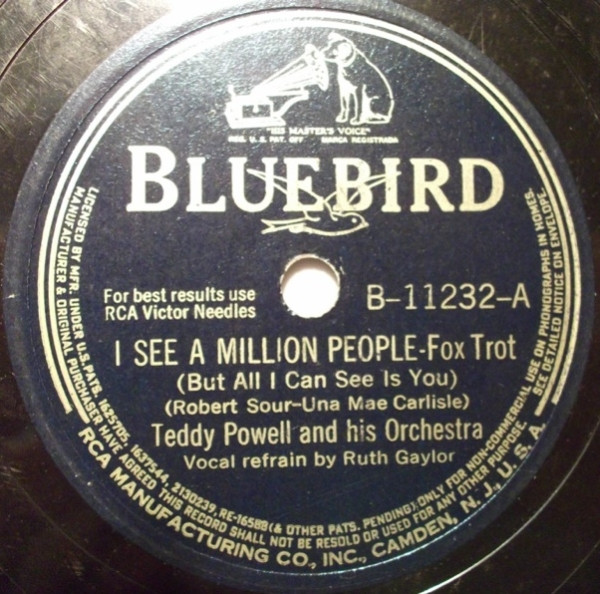 "HIS MASTER'S VOICE"
REG. U. S. PAT. OFF. MARCA REGISTRADA
BLUEBIRD
For best results use
RCA Victor Needles
B-11232-A
I SEE A MILLION PEOPLE-Fox Trot
(But All I Can See Is You)
(Robert Sour-Una Mae Carlisle)
Teddy Powell and his Orchestra
Vocal refrain by Ruth Gaylor
LICENSED BY MFR. UNDER U.S. PATS. 1625705, 1637544, 2130239, RE-16588 (& OTHER PATS. PENDING) ONLY FOR NON-COMMERCIAL USE ON PHONOGRAPHS IN HOMES.
MANUFACTURER & ORIGINAL PURCHASER HAVE AGREED THIS RECORD SHALL NOT BE RESOLD OR USED FOR ANY OTHER PURPOSE. SEE DETAILED NOTICE ON ENVELOPE.
RCA MANUFACTURING CO., INC., CAMDEN, N. J., U. S. A.